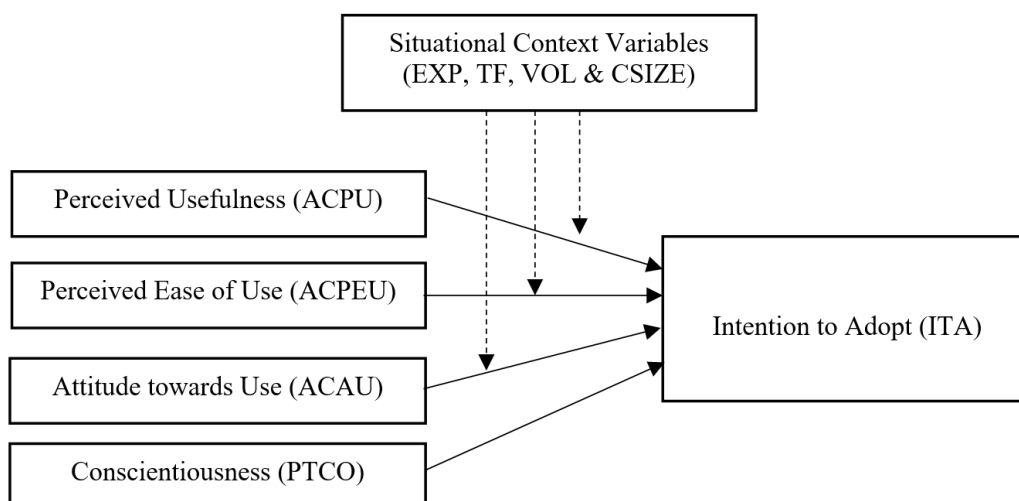 Situational Context Variables
(EXP, TF, VOL & CSIZE)
Perceived Usefulness (ACPU)
Perceived Ease of Use (ACPEU)
Intention to Adopt (ITA)
Attitude towards Use (ACAU)
Conscientiousness (PTCO)